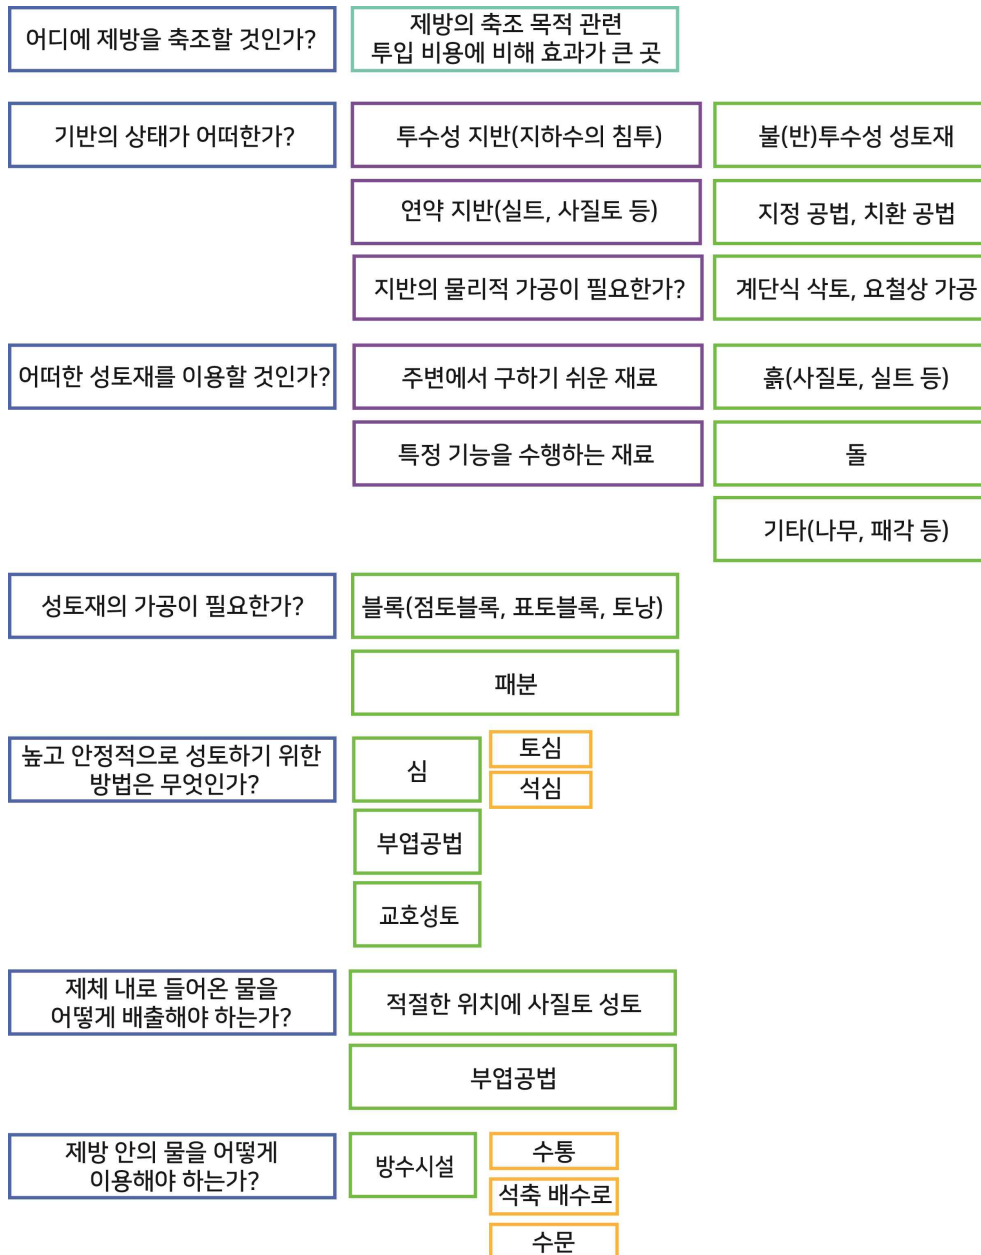 어디에 제방을 축조할 것인가?
제방의 축조 목적 관련
투입 비용에 비해 효과가 큰 곳
기반의 상태가 어떠한가?
투수성 지반(지하수의 침투)
불(반)투수성 성토재
연약 지반(실트, 사질토 등)
지정 공법, 치환 공법
지반의 물리적 가공이 필요한가?
계단식 삭토, 요철상 가공
어떠한 성토재를 이용할 것인가?
주변에서 구하기 쉬운 재료
흙(사질토, 실트 등)
특정 기능을 수행하는 재료
돌
기타(나무, 패각 등)
성토재의 가공이 필요한가?
블록(점토블록, 표토블록, 토낭)
패분
높고 안정적으로 성토하기 위한
방법은 무엇인가?
심
토심
석심
부엽공법
교호성토
제체 내로 들어온 물을
어떻게 배출해야 하는가?
적절한 위치에 사질토 성토
부엽공법
제방 안의 물을 어떻게
이용해야 하는가?
방수시설
수통
석축 배수로
수문